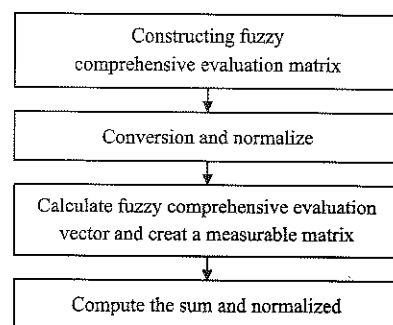 Constructing fuzzy
comprehensive evaluation matrix
Conversion and normalize
Calculate fuzzy comprehensive evaluation
vector and creat a measurable matrix
Compute the sum and normalized